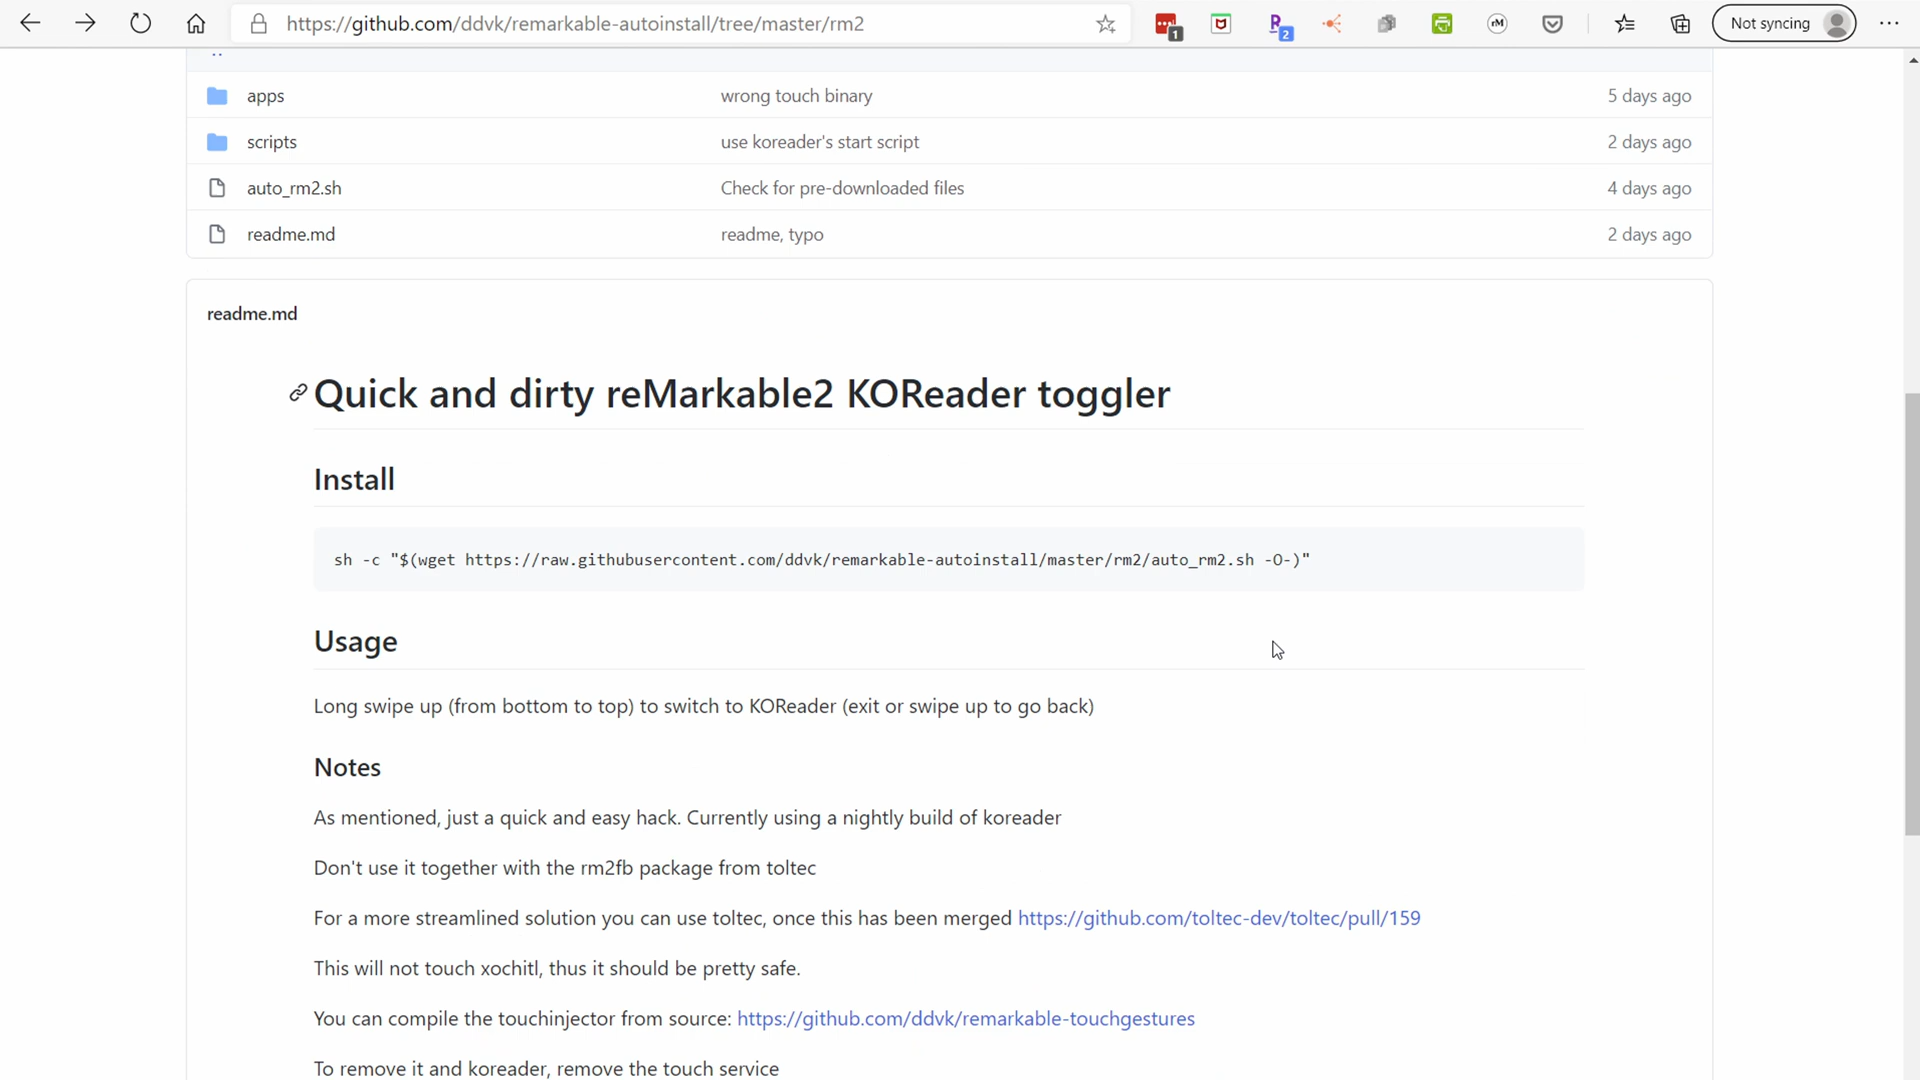 https://github.com/ddvk/remarkable-autoinstall/tree/master/rm2
1
2
rM
Not syncing
..
apps wrong touch binary 5 days ago
scripts use koreader's start script 2 days ago
auto_rm2.sh Check for pre-downloaded files 4 days ago
readme.md readme, typo 2 days ago
readme.md
Quick and dirty reMarkable2 KOReader toggler
Install
sh -c "$(wget https://raw.githubusercontent.com/ddvk/remarkable-autoinstall/master/rm2/auto_rm2.sh -O-)"
Usage
Long swipe up (from bottom to top) to switch to KOReader (exit or swipe up to go back)
Notes
As mentioned, just a quick and easy hack. Currently using a nightly build of koreader
Don't use it together with the rm2fb package from toltec
For a more streamlined solution you can use toltec, once this has been merged https://github.com/toltec-dev/toltec/pull/159
This will not touch xochitl, thus it should be pretty safe.
You can compile the touchinjector from source: https://github.com/ddvk/remarkable-touchgestures
To remove it and koreader, remove the touch service